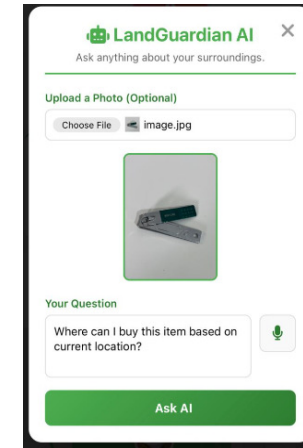 LandGuardian AI
Ask anything about your surroundings.
Upload a Photo (Optional)
Choose File image.jpg
Your Question
Where can I buy this item based on
current location?
Ask AI